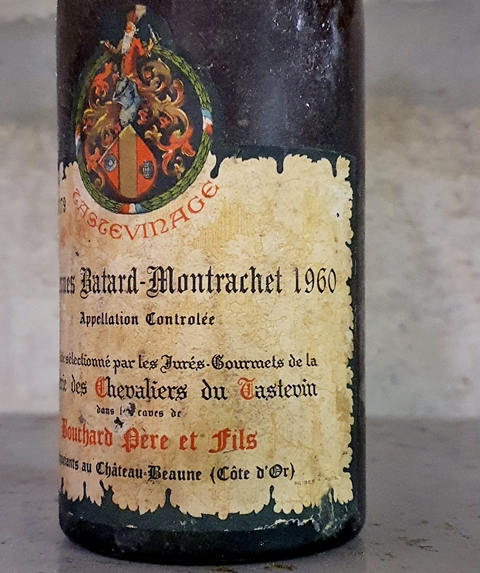 TASTEVINAGE
Batard-Montrachet 1960
Appellation Controlée
sélectionné par les Jurés-Gourmets de la
des Chevaliers du Tastevin
dans les caves de
Bouchard Père et Fils
au Château-Beaune (Côte d'Or)